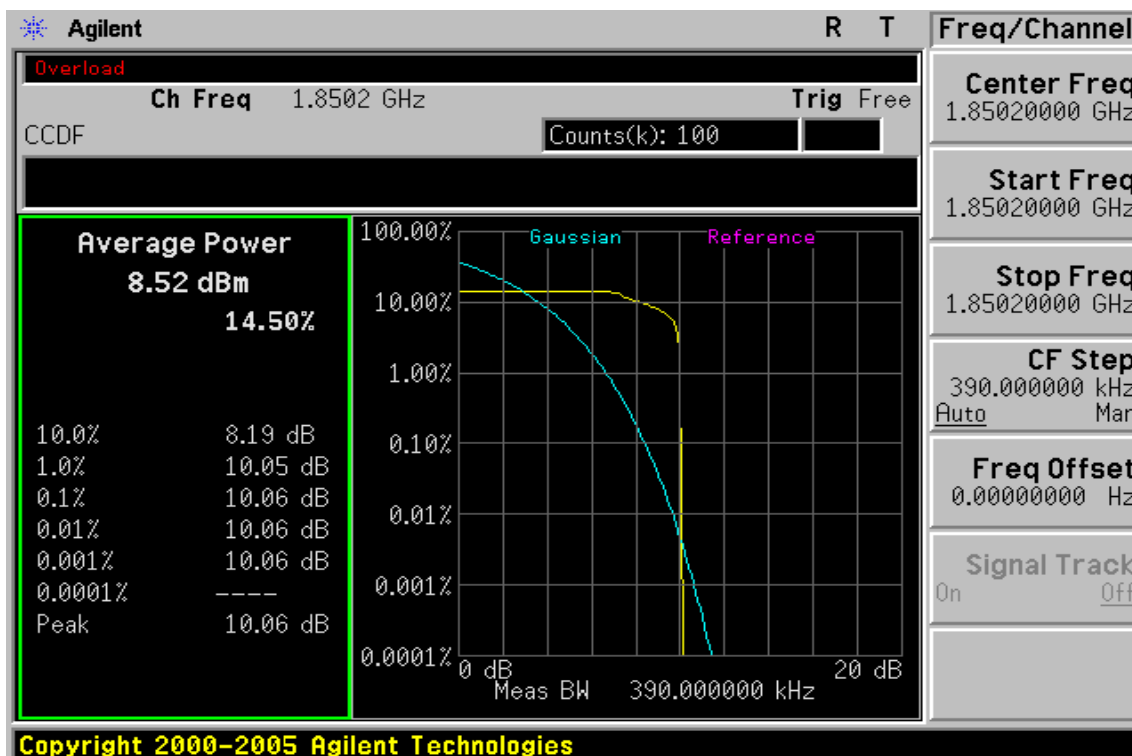 Agilent R T Freq/Channel
Overload
Ch Freq 1.8502 GHz Trig Free
CCDF Counts(k): 100
Average Power
8.52 dBm
14.50%
10.0% 8.19 dB
1.0% 10.05 dB
0.1% 10.06 dB
0.01% 10.06 dB
0.001% 10.06 dB
0.0001% ----
Peak 10.06 dB
Gaussian Reference
100.00%
10.00%
1.00%
0.10%
0.01%
0.001%
0.0001%
0 dB 20 dB
Meas BW 390.000000 kHz
Center Freq
1.85020000 GHz
Start Freq
1.85020000 GHz
Stop Freq
1.85020000 GHz
CF Step
390.000000 kHz
Auto Man
Freq Offset
0.00000000 Hz
Signal Track
On Off
Copyright 2000-2005 Agilent Technologies